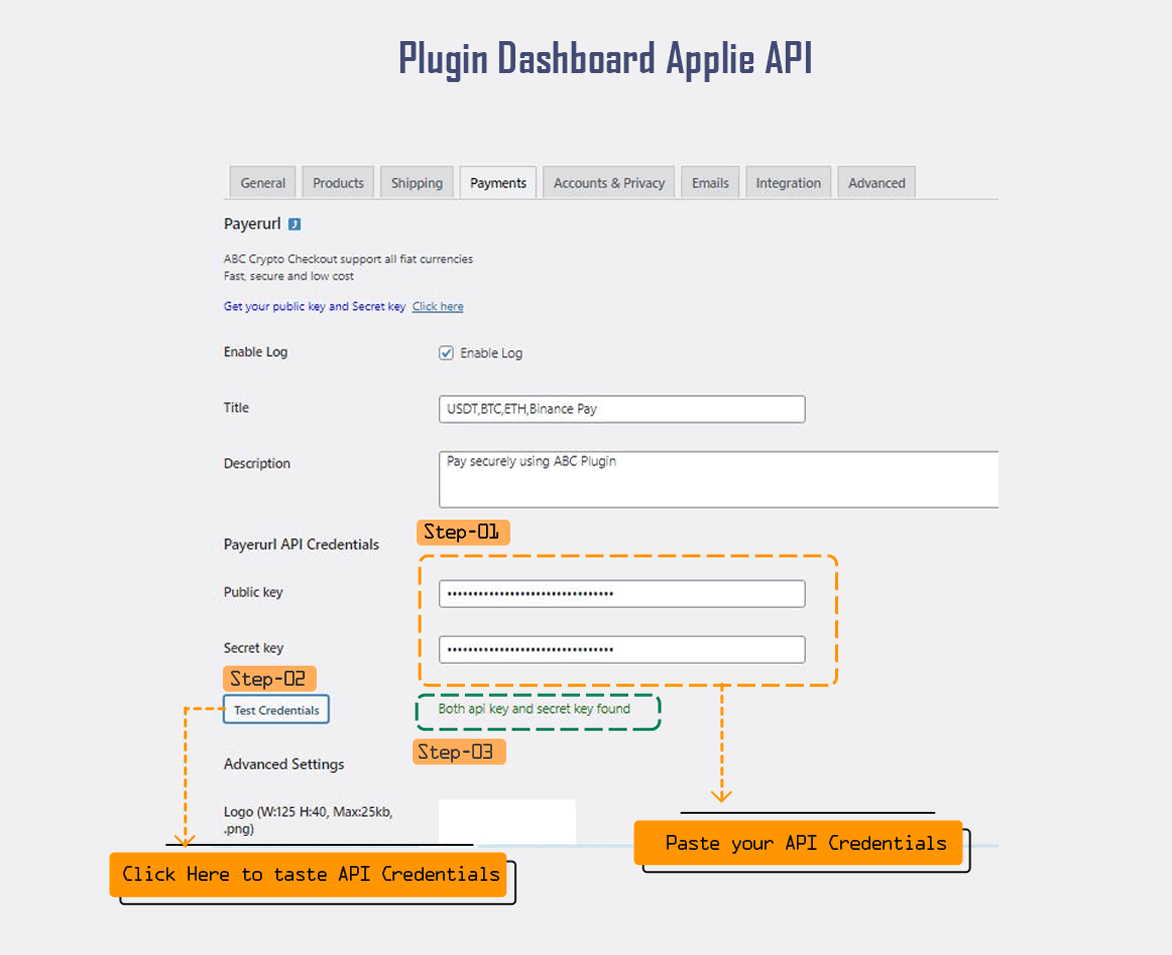 Plugin Dashboard Applie API
General Products Shipping Payments Accounts & Privacy Emails Integration Advanced
Payerurl
ABC Crypto Checkout support all fiat currencies
Fast, secure and low cost
Get your public key and Secret key Click here
Enable Log Enable Log
Title USDT,BTC,ETH,Binance Pay
Description Pay securely using ABC Plugin
Step-01
Payerurl API Credentials
Public key ••••••••••••••••••••••••••••••••
Secret key ••••••••••••••••••••••••••••••••
Step-02
Test Credentials Both api key and secret key found
Step-03
Advanced Settings
Logo (W:125 H:40, Max:25kb,
.png)
Paste your API Credentials
Click Here to taste API Credentials